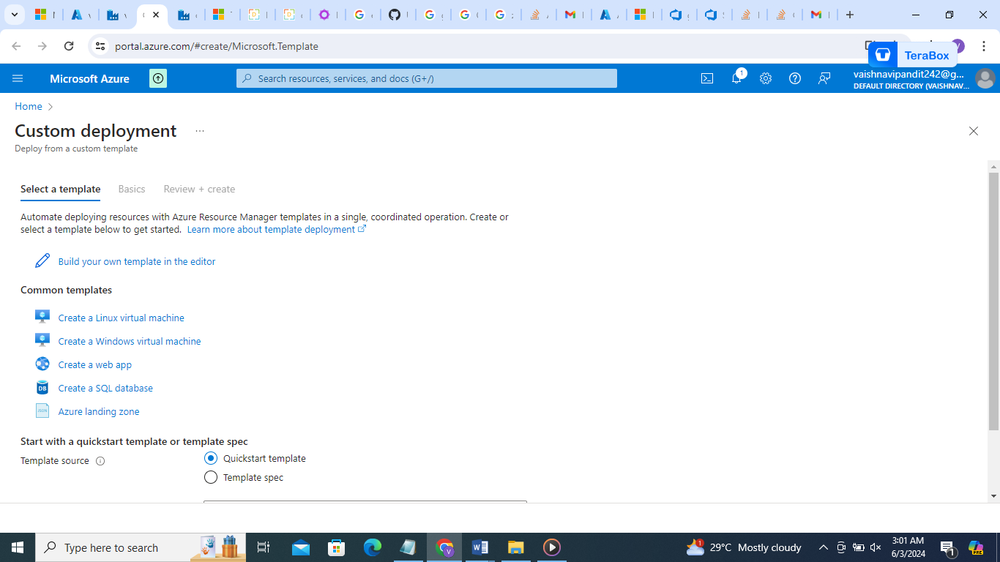 portal.azure.com/#create/Microsoft.Template
TeraBox
Microsoft Azure
Search resources, services, and docs (G+/)
1
vaishnavipandit242@g...
DEFAULT DIRECTORY (VAISHNAV...
Home
Custom deployment
...
Deploy from a custom template
Select a template
Basics
Review + create
Automate deploying resources with Azure Resource Manager templates in a single, coordinated operation. Create or
select a template below to get started. Learn more about template deployment
Build your own template in the editor
Common templates
Create a Linux virtual machine
Create a Windows virtual machine
Create a web app
DB
Create a SQL database
JSON
Azure landing zone
Start with a quickstart template or template spec
Template source
Quickstart template
Template spec
Type here to search
1
29°C Mostly cloudy
3:01 AM
6/3/2024
1
PRE